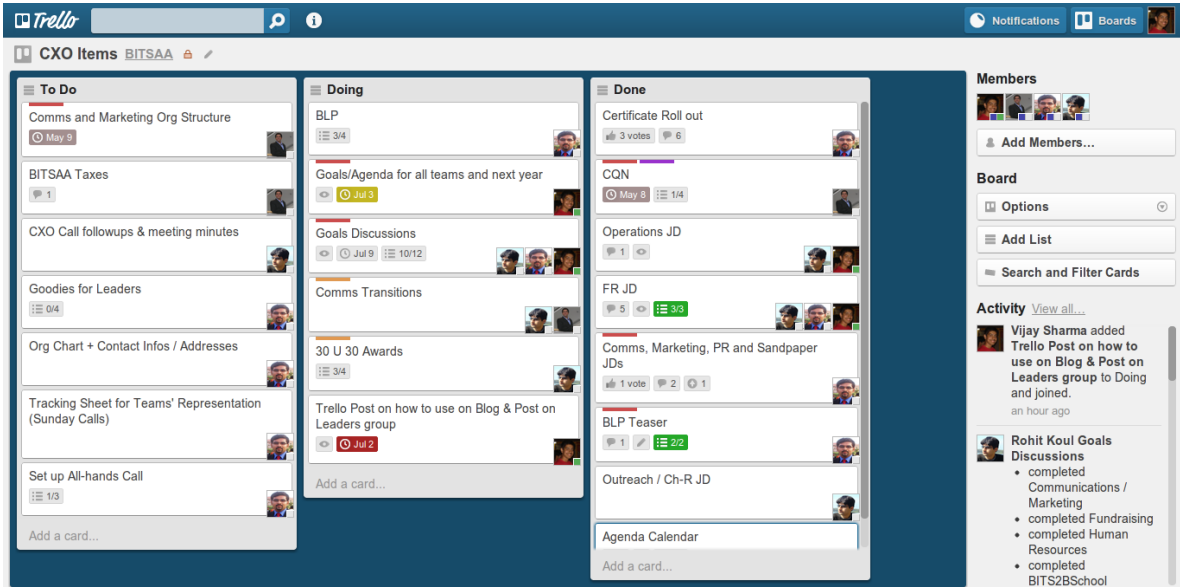 Trello
Notifications
Boards
CXO Items BITSAA
To Do
Comms and Marketing Org Structure
May 9
BITSAA Taxes
1
CXO Call followups & meeting minutes
Goodies for Leaders
0/4
Org Chart + Contact Infos / Addresses
Tracking Sheet for Teams' Representation
(Sunday Calls)
Set up All-hands Call
1/3
Add a card...
Doing
BLP
3/4
Goals/Agenda for all teams and next year
Jul 3
Goals Discussions
Jul 9 10/12
Comms Transitions
30 U 30 Awards
3/4
Trello Post on how to use on Blog & Post on
Leaders group
Jul 2
Add a card...
Done
Certificate Roll out
3 votes 6
CQN
May 8 1/4
Operations JD
1
FR JD
5 3/3
Comms, Marketing, PR and Sandpaper
JDs
1 vote 2 1
BLP Teaser
1 2/2
Outreach / Ch-R JD
Agenda Calendar
Add a card...
Members
Add Members...
Board
Options
Add List
Search and Filter Cards
Activity View all...
Vijay Sharma added
Trello Post on how to
use on Blog & Post on
Leaders group to Doing
and joined.
an hour ago
Rohit Koul Goals
Discussions
• completed
Communications /
Marketing
• completed Fundraising
• completed Human
Resources
• completed
BITS2BSchool